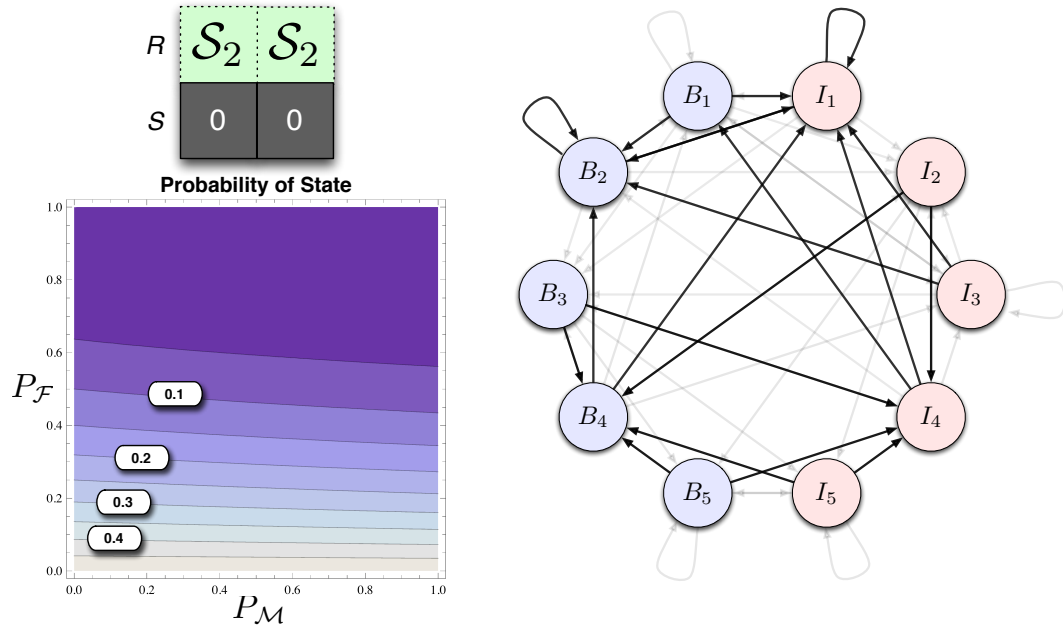 R S₂ S₂
S 0 0
Probability of State
1.0
0.8
0.6
0.4
0.2
0.0
P_F
0.1
0.2
0.3
0.4
0.0 0.2 0.4 0.6 0.8 1.0
P_M
B₁ I₁
B₂ I₂
B₃ I₃
B₄ I₄
B₅ I₅